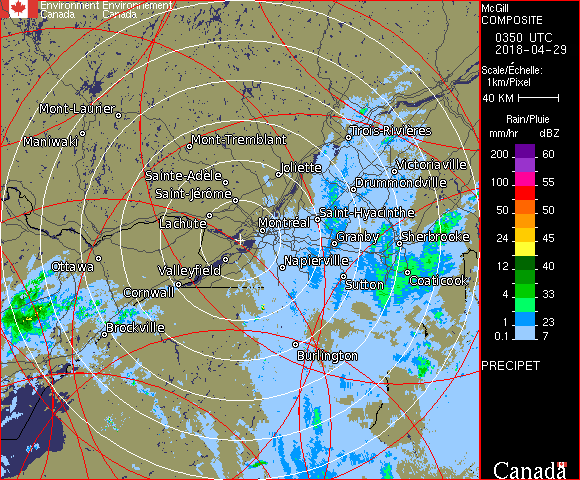 Environment Environnement
Canada Canada
McGill
COMPOSITE
0350 UTC
2018-04-29
Scale/Échelle:
1km/Pixel
40 KM
Rain/Pluie
mm/hr dBZ
200 60
100 55
50 50
24 45
12 40
4 33
1 23
0.1 7
PRECIPET
Canada
Mont-Laurier
Maniwaki
Mont-Tremblant
Trois-Rivières
Joliette
Victoriaville
Sainte-Adèle
Drummondville
Saint-Jérôme
Lachute
Saint-Hyacinthe
Montréal
Granby
Sherbrooke
Ottawa
Valleyfield
Napierville
Coaticook
Cornwall
Sutton
Brockville
Burlington